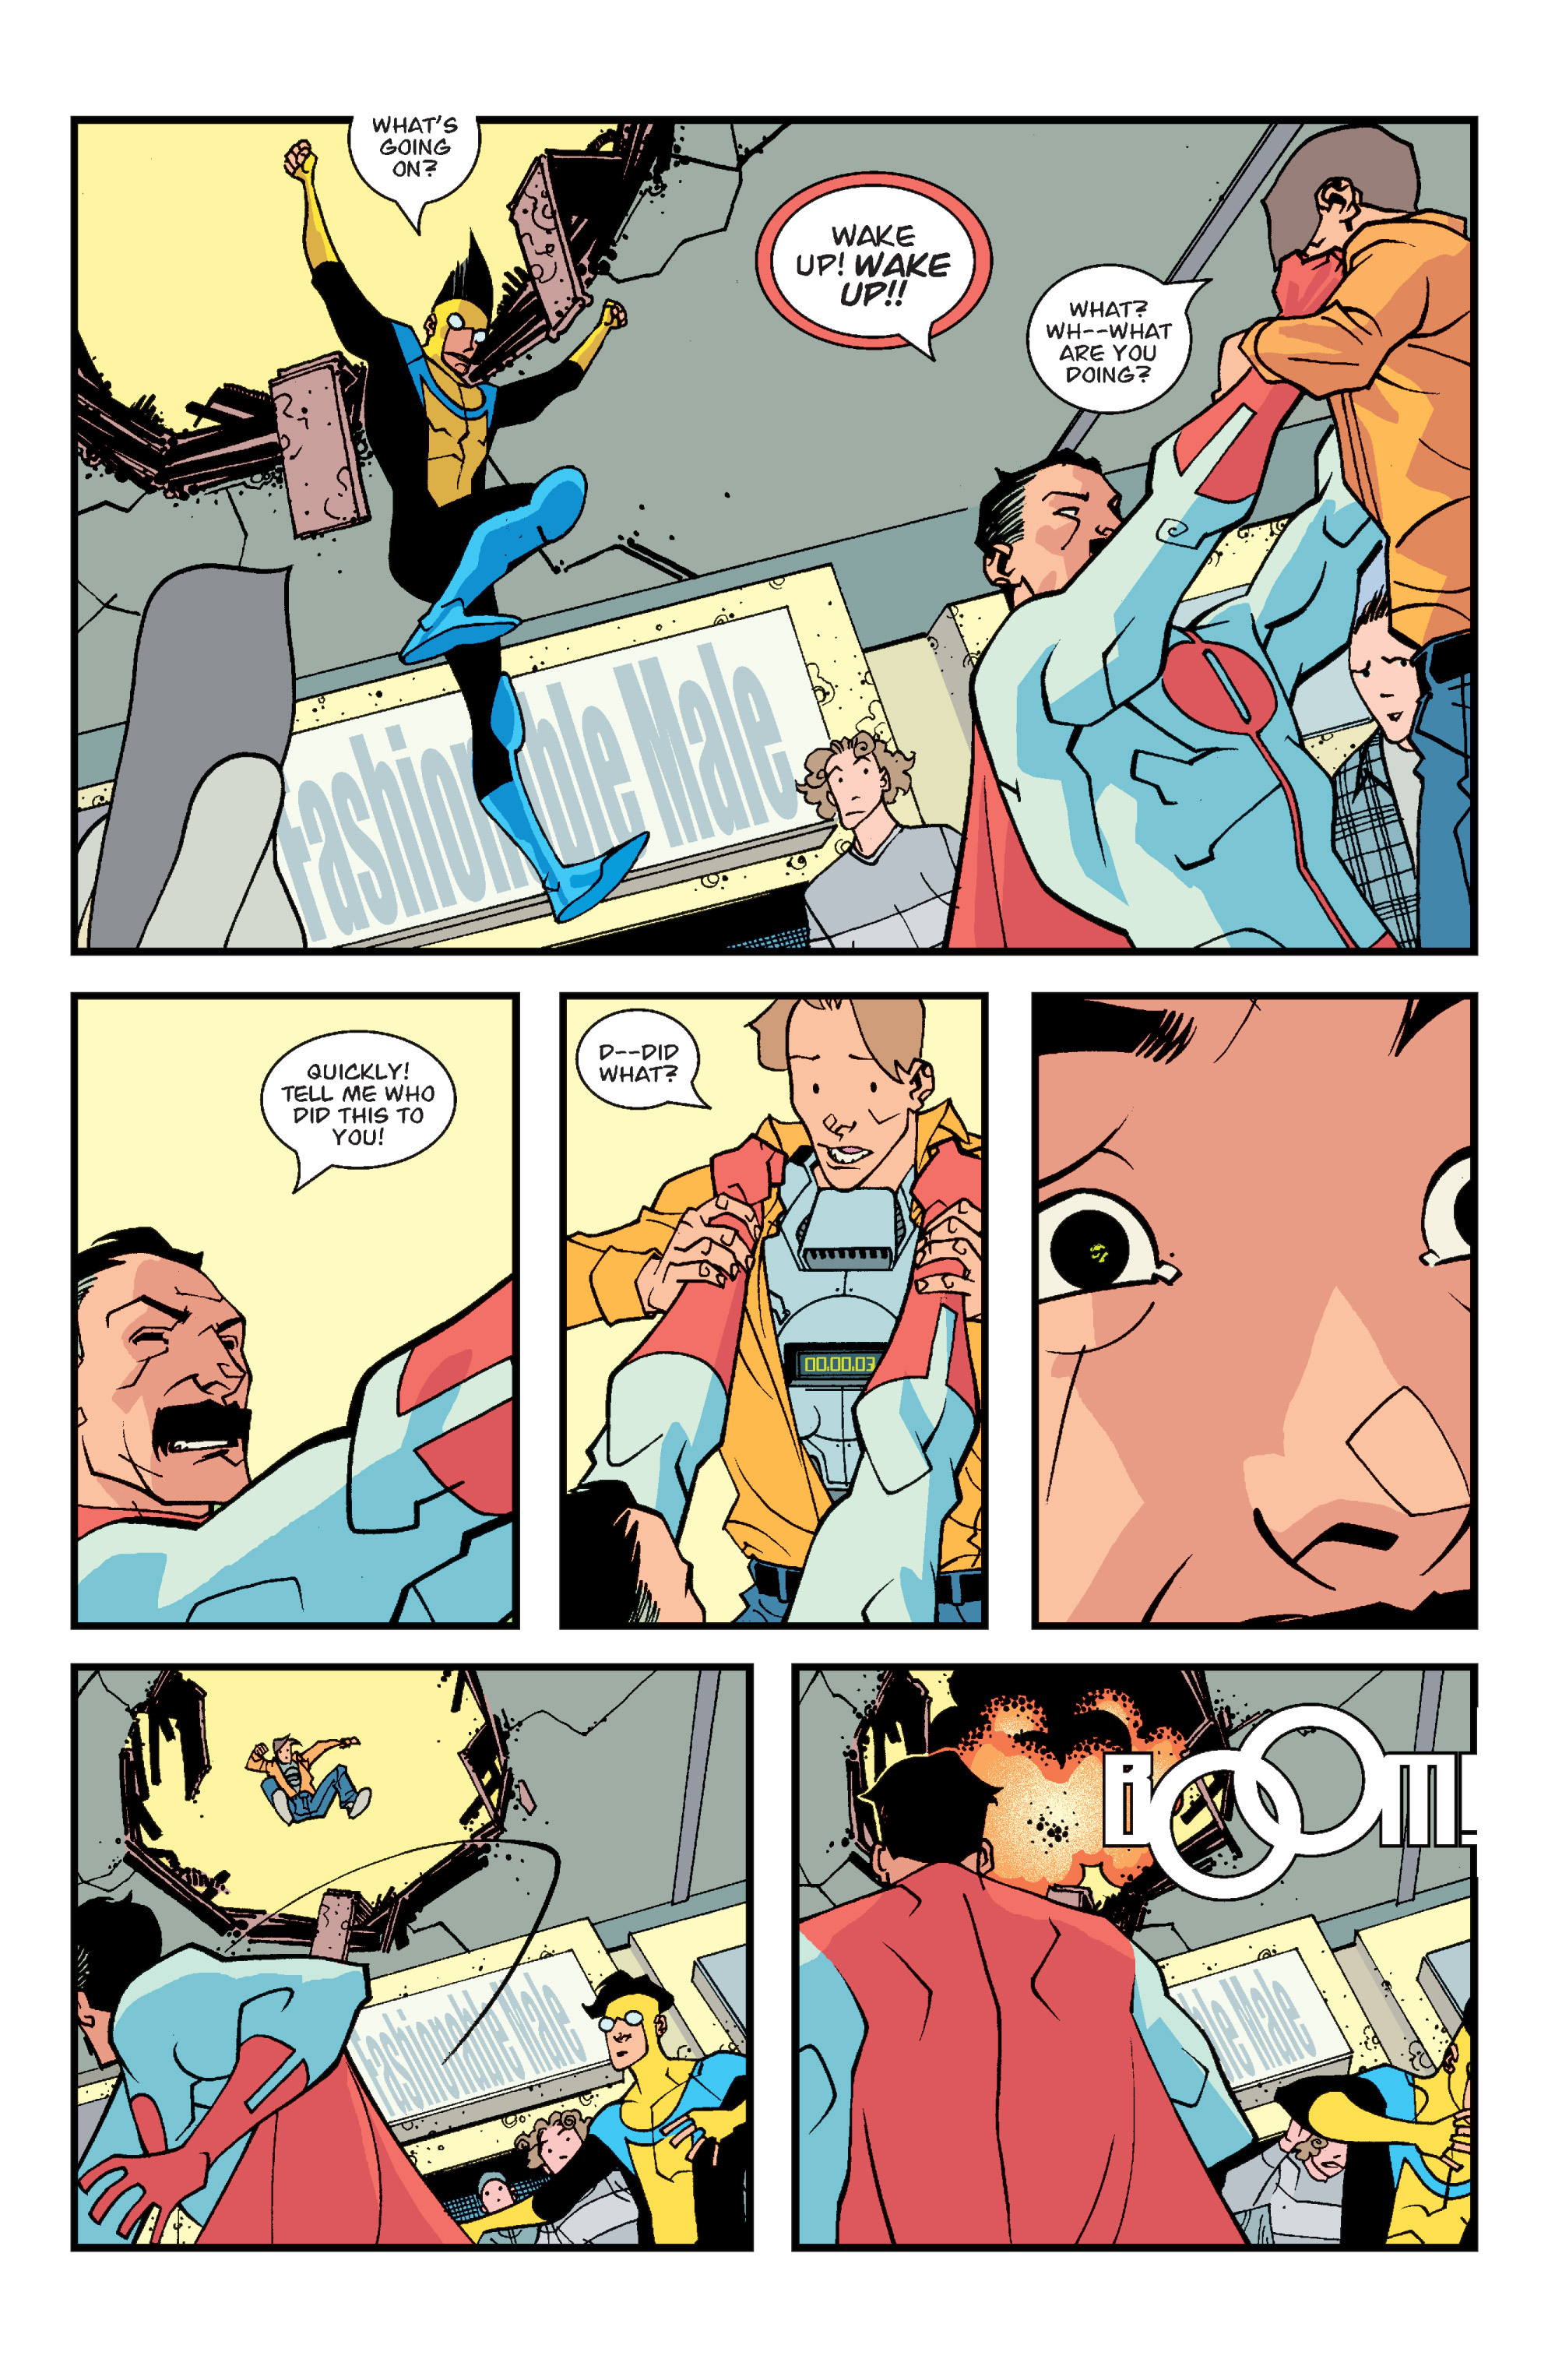 WHAT'S
GOING
ON?
WAKE
UP! WAKE
UP!!
WHAT?
WH--WHAT
ARE YOU
DOING?
Fashionable Male
QUICKLY!
TELL ME WHO
DID THIS TO
YOU!
D--DID
WHAT?
00.00.03
Fashionable Male
BOOM!
le Male